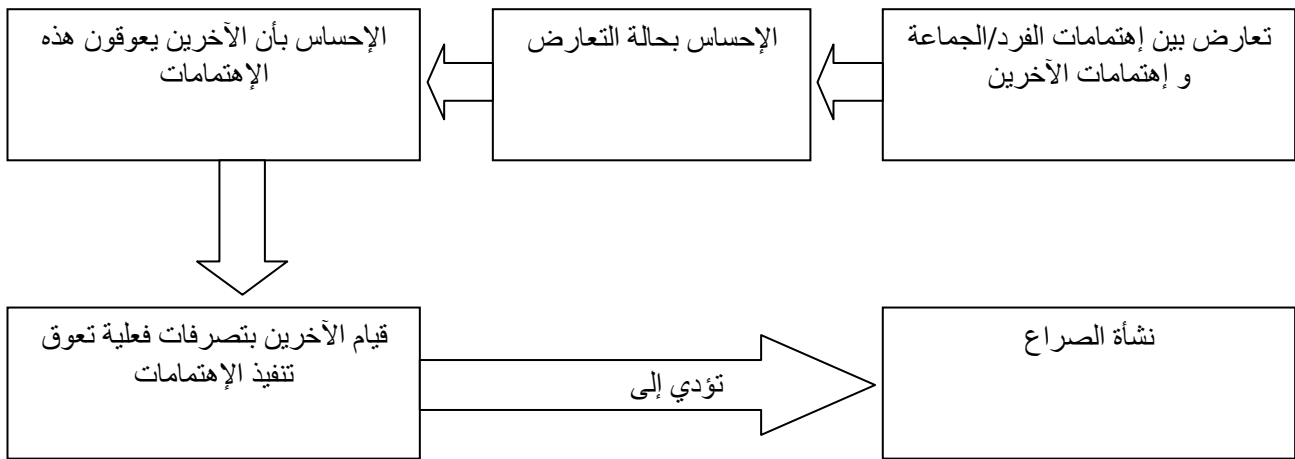 تعارض بين إهتمامات الفرد/الجماعة
و إهتمامات الآخرين
الإحساس بحالة التعارض
الإحساس بأن الآخرين يعوقون هذه
الإهتمامات
قيام الآخرين بتصرفات فعلية تعوق
تنفيذ الإهتمامات
تؤدي إلى
نشأة الصراع